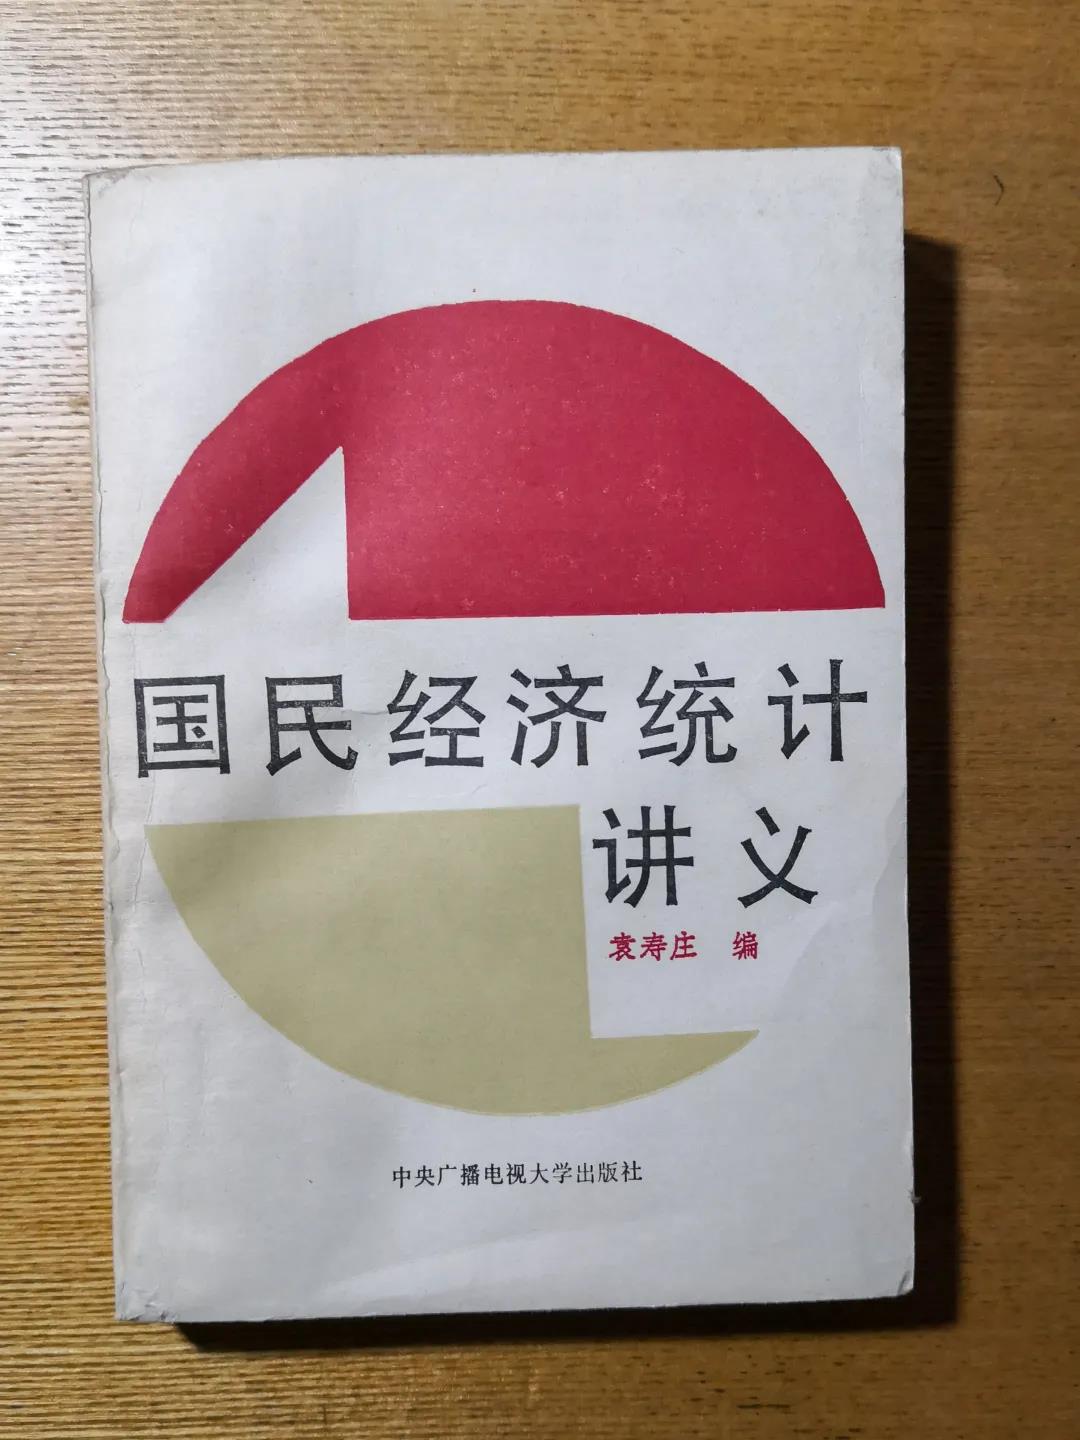 国民经济统计
讲义
袁寿庄 编
中央广播电视大学出版社